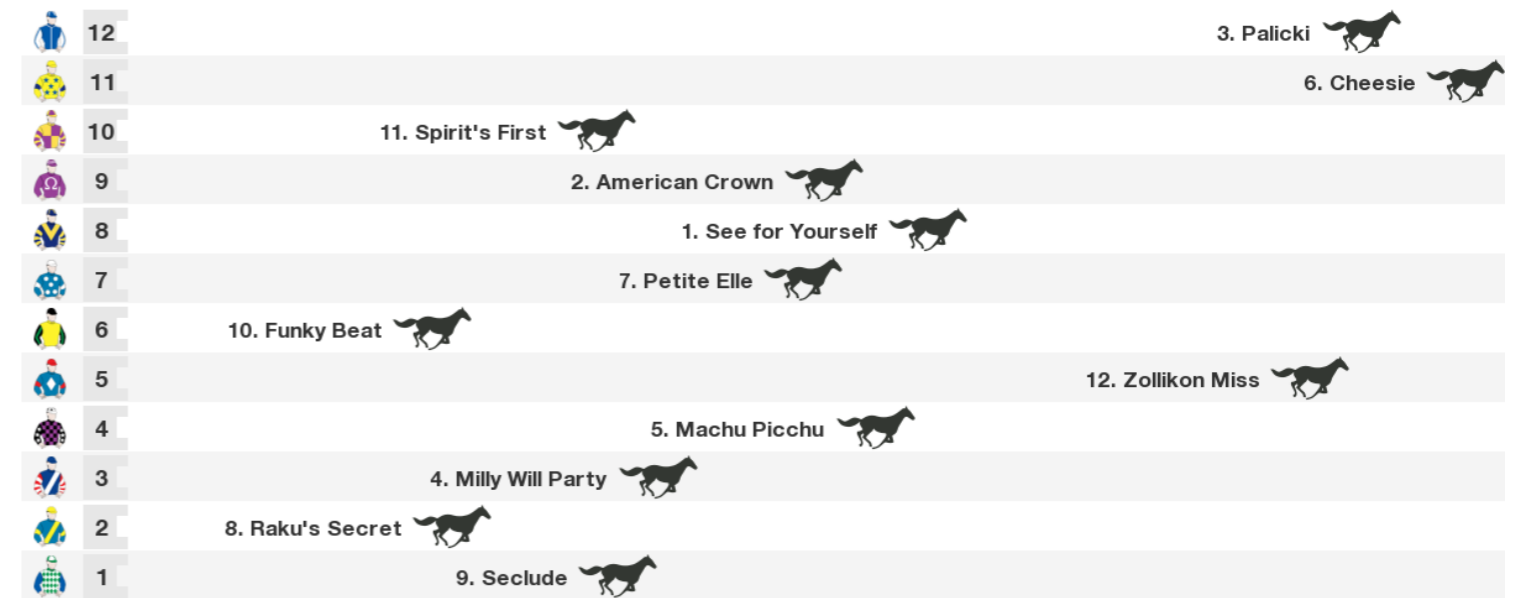 12 3. Palicki
11 6. Cheesie
10 11. Spirit's First
9 2. American Crown
8 1. See for Yourself
7 7. Petite Elle
6 10. Funky Beat
5 12. Zollikon Miss
4 5. Machu Picchu
3 4. Milly Will Party
2 8. Raku's Secret
1 9. Seclude